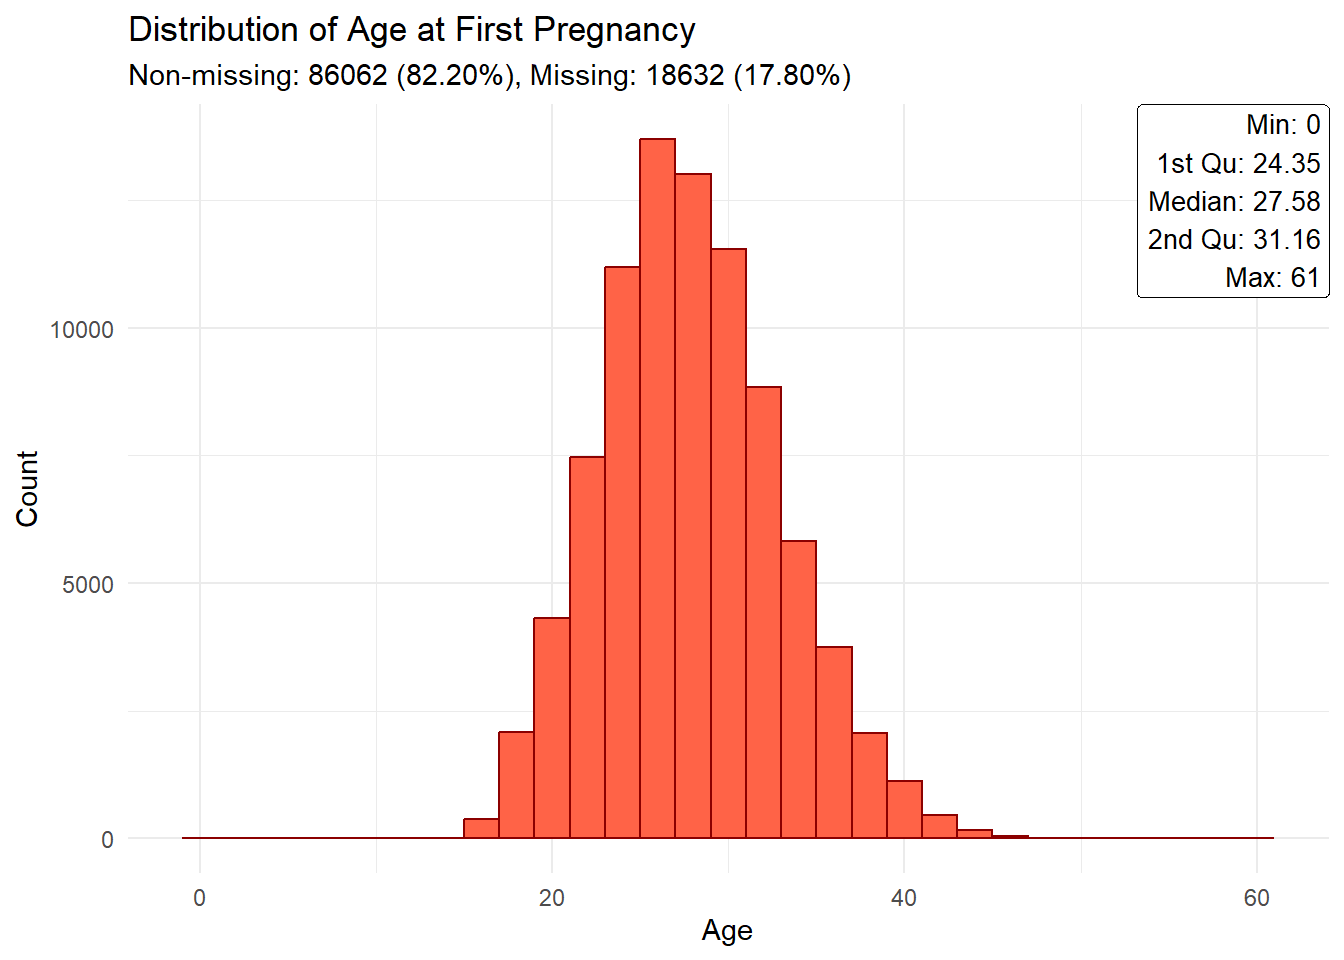 Distribution of Age at First Pregnancy
Non-missing: 86062 (82.20%), Missing: 18632 (17.80%)
Min: 0
1st Qu: 24.35
Median: 27.58
2nd Qu: 31.16
Max: 61
Count
10000
5000
0
0
20
40
60
Age